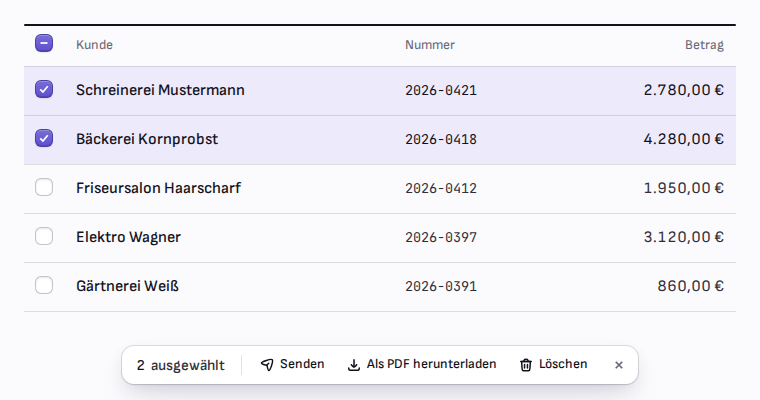 Kunde Nummer Betrag
Schreinerei Mustermann 2026-0421 2.780,00 €
Bäckerei Kornprobst 2026-0418 4.280,00 €
Friseursalon Haarscharf 2026-0412 1.950,00 €
Elektro Wagner 2026-0397 3.120,00 €
Gärtnerei Weiß 2026-0391 860,00 €
2 ausgewählt Senden Als PDF herunterladen Löschen ×